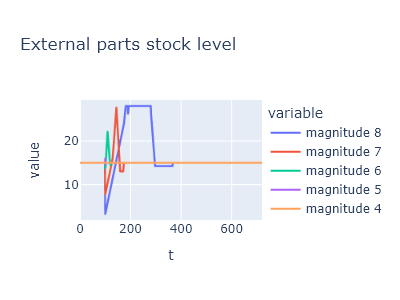 External parts stock level
variable
magnitude 8
magnitude 7
magnitude 6
magnitude 5
magnitude 4
value
20
10
0
200
400
600
t